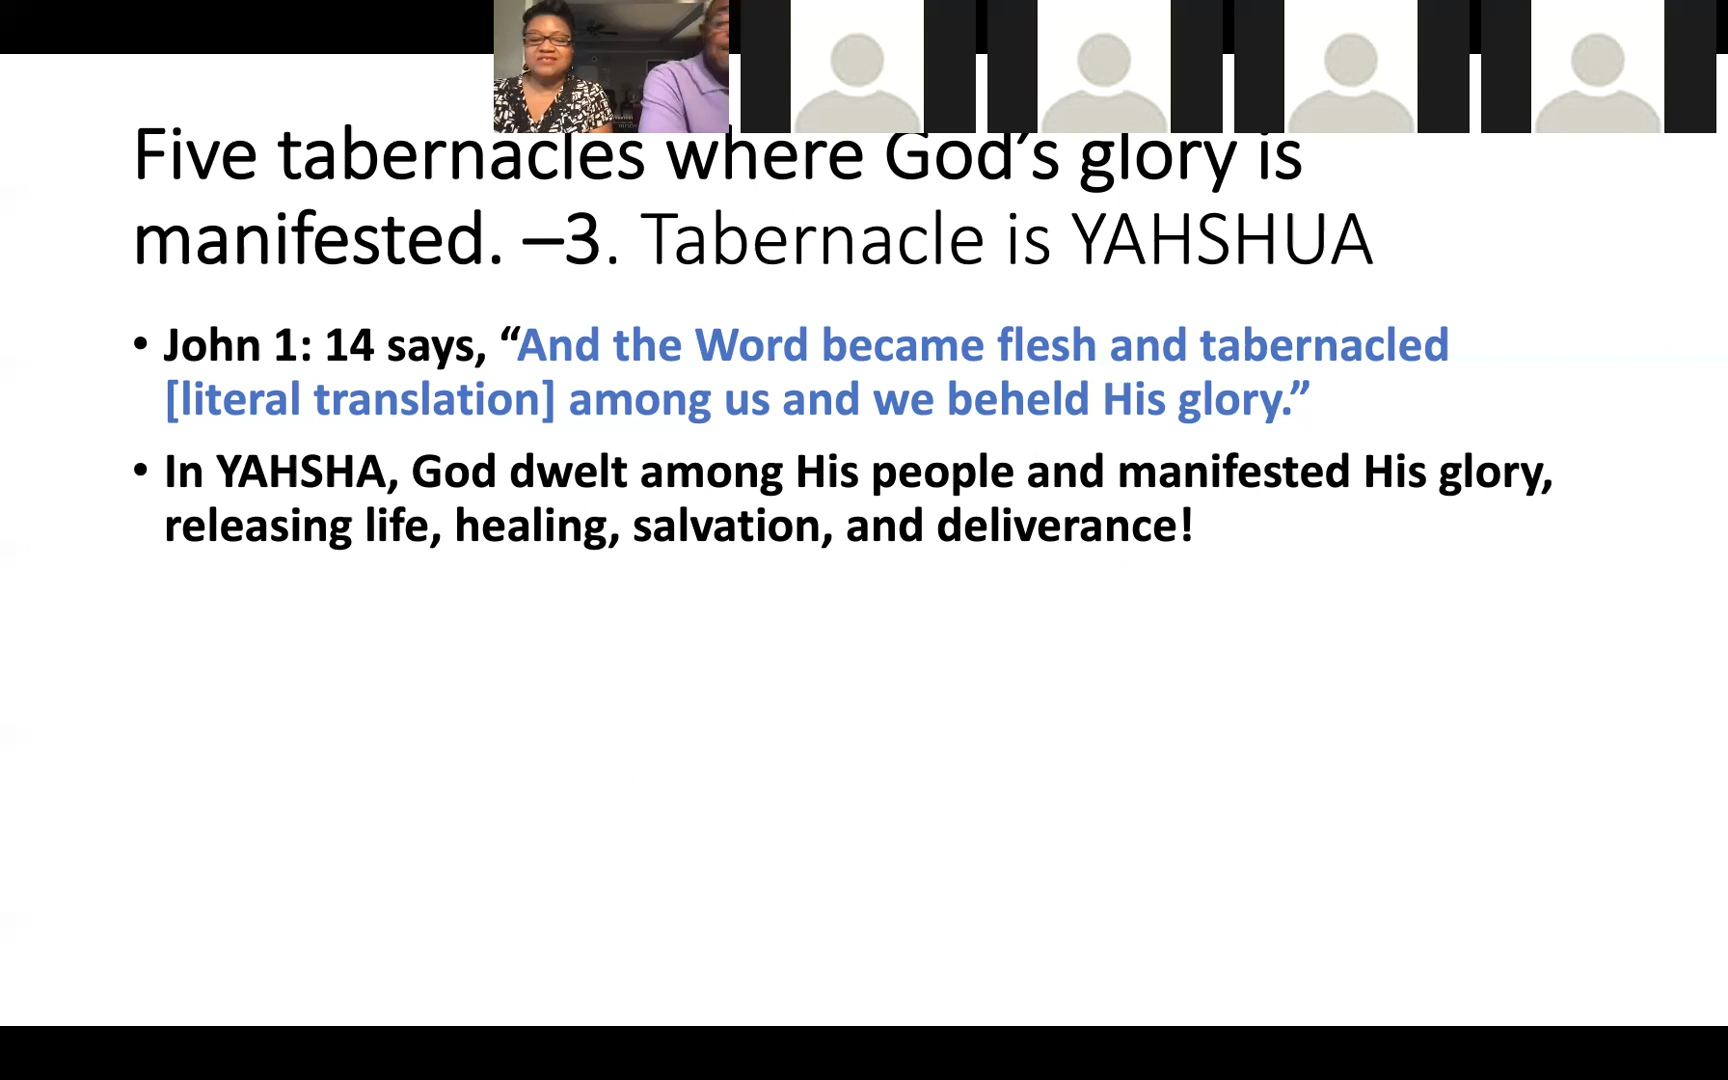 Five tabernacles where God’s glory is
manifested. –3. Tabernacle is YAHSHUA
• John 1: 14 says, “And the Word became flesh and tabernacled
[literal translation] among us and we beheld His glory.”
• In YAHSHA, God dwelt among His people and manifested His glory,
releasing life, healing, salvation, and deliverance!